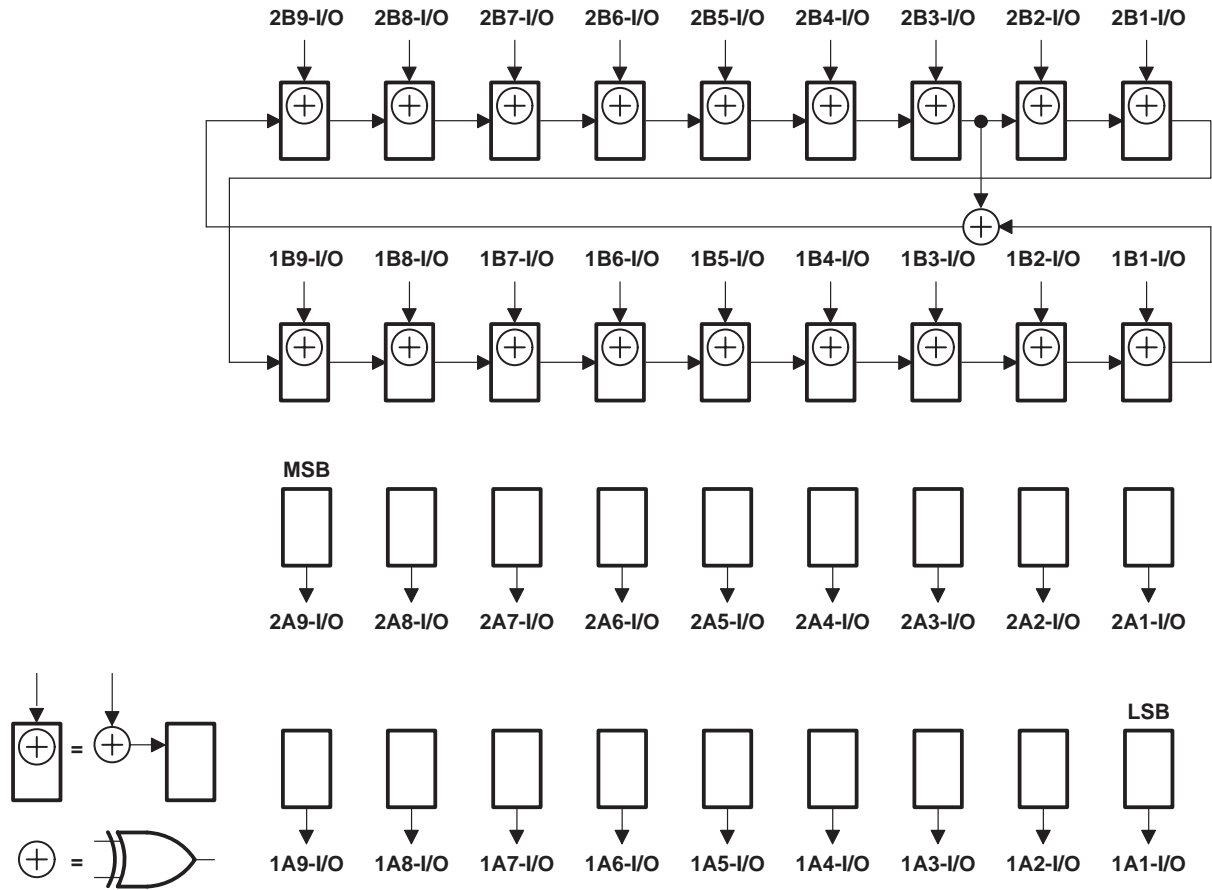 2B9-I/O 2B8-I/O 2B7-I/O 2B6-I/O 2B5-I/O 2B4-I/O 2B3-I/O 2B2-I/O 2B1-I/O
1B9-I/O 1B8-I/O 1B7-I/O 1B6-I/O 1B5-I/O 1B4-I/O 1B3-I/O 1B2-I/O 1B1-I/O
MSB
2A9-I/O 2A8-I/O 2A7-I/O 2A6-I/O 2A5-I/O 2A4-I/O 2A3-I/O 2A2-I/O 2A1-I/O
LSB
=
=
1A9-I/O 1A8-I/O 1A7-I/O 1A6-I/O 1A5-I/O 1A4-I/O 1A3-I/O 1A2-I/O 1A1-I/O